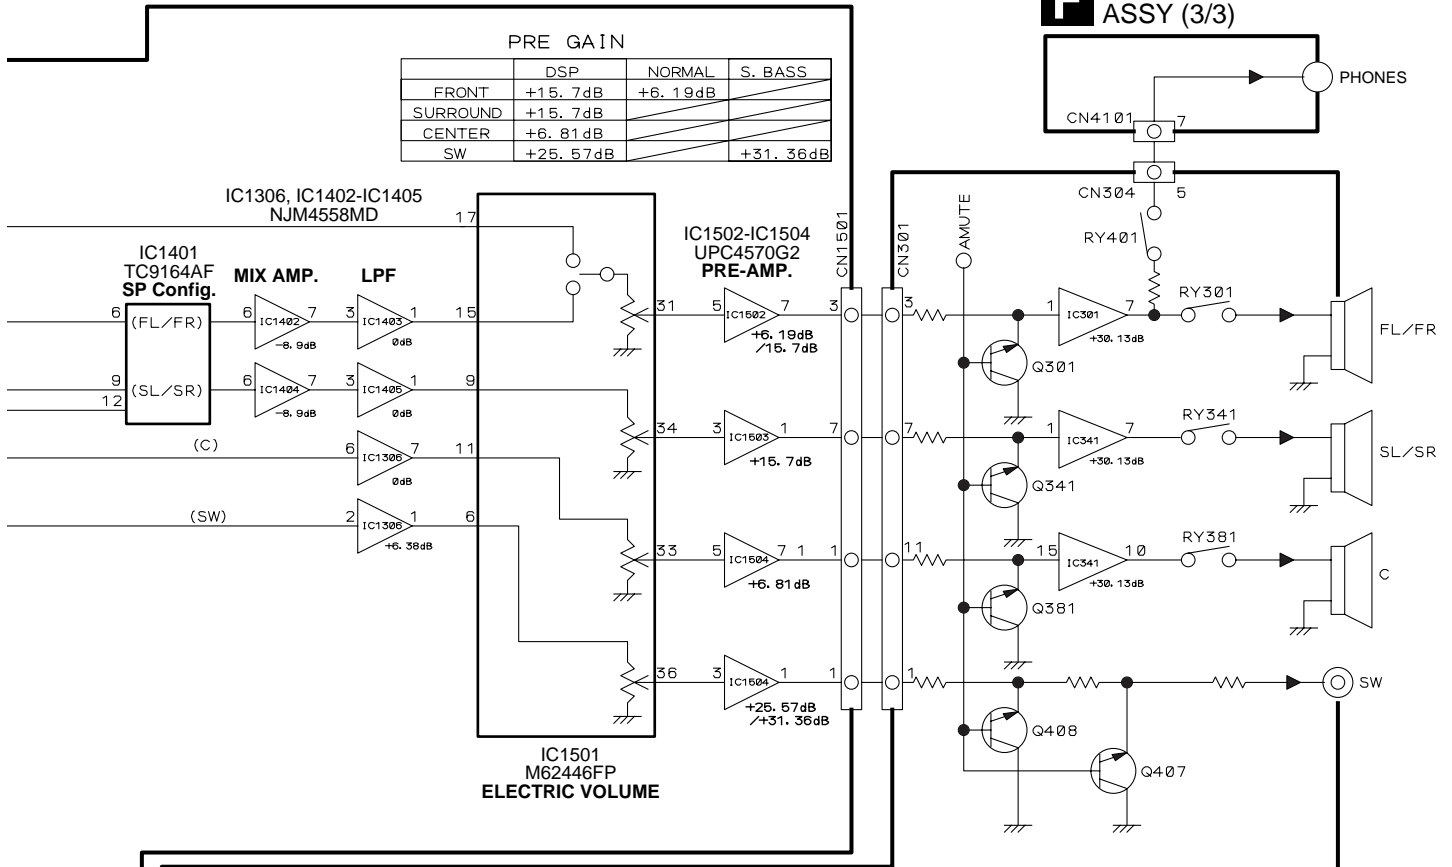 F
ASSY (3/3)
PHONES
CN4101
7
CN304
5
RY401
PRE GAIN
DSP NORMAL S. BASS
FRONT +15. 7dB +6. 19dB
SURROUND +15. 7dB
CENTER +6. 81dB
SW +25. 57dB +31. 36dB
IC1306, IC1402-IC1405
NJM4558MD
17
IC1401
TC9164AF
SP Config.
MIX AMP.
LPF
IC1502-IC1504
UPC4570G2
PRE-AMP.
CN1501
CN301
AMUTE
6 (FL/FR) 6 IC1402 7 3 IC1403 1 15 31 5 IC1502 7 3 3 1 IC301 7 RY301
-8. 9dB 0dB +6. 19dB
/15. 7dB
+30. 13dB
FL/FR
Q301
9 (SL/SR) 6 IC1404 7 3 IC1405 1 9
12
-8. 9dB 0dB
34 3 IC1503 1 7 7 1 IC341 7 RY341
+15. 7dB +30. 13dB
SL/SR
Q341
(C) 6 IC1306 7 11
0dB
(SW) 2 IC1306 1 6
+6. 38dB
33 5 IC1504 7 1 1 11 15 IC341 10 RY381
+6. 81dB +30. 13dB
C
Q381
36 3 IC1504 1 1 1 SW
+25. 57dB
/+31. 36dB
Q408
Q407
IC1501
M62446FP
ELECTRIC VOLUME